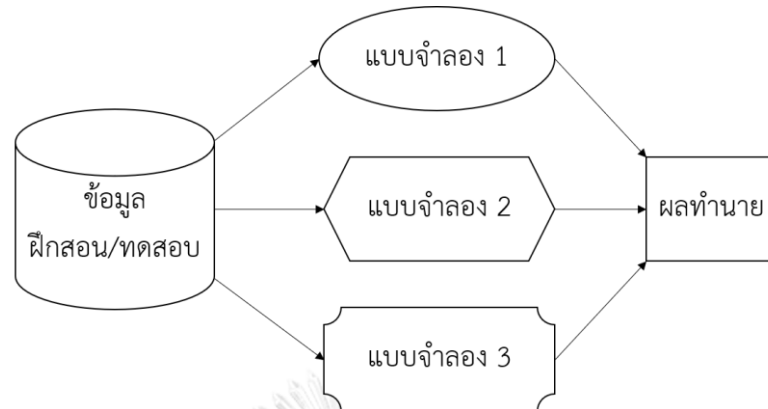 แบบจำลอง 1
ข้อมูล
ฝึกสอน/ทดสอบ
แบบจำลอง 2
ผลทำนาย
แบบจำลอง 3